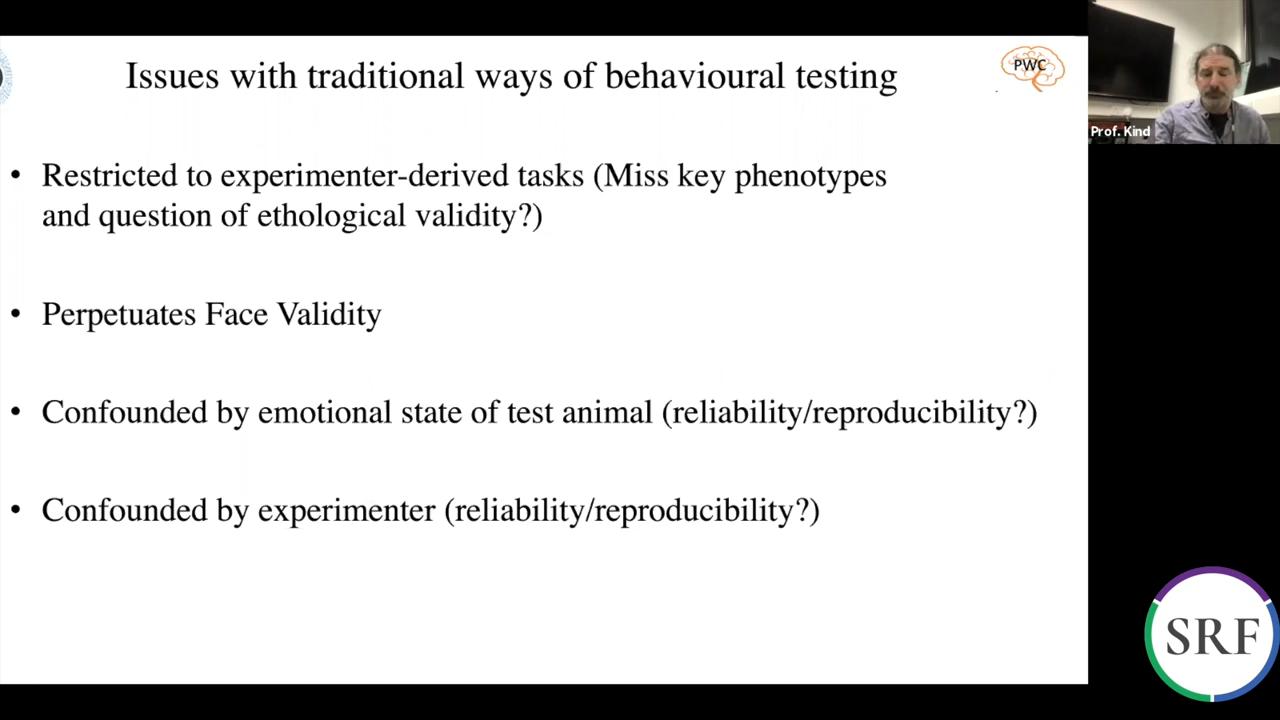 Issues with traditional ways of behavioural testing
PWC
Prof. Kind
• Restricted to experimenter-derived tasks (Miss key phenotypes
and question of ethological validity?)
• Perpetuates Face Validity
• Confounded by emotional state of test animal (reliability/reproducibility?)
• Confounded by experimenter (reliability/reproducibility?)
SRF